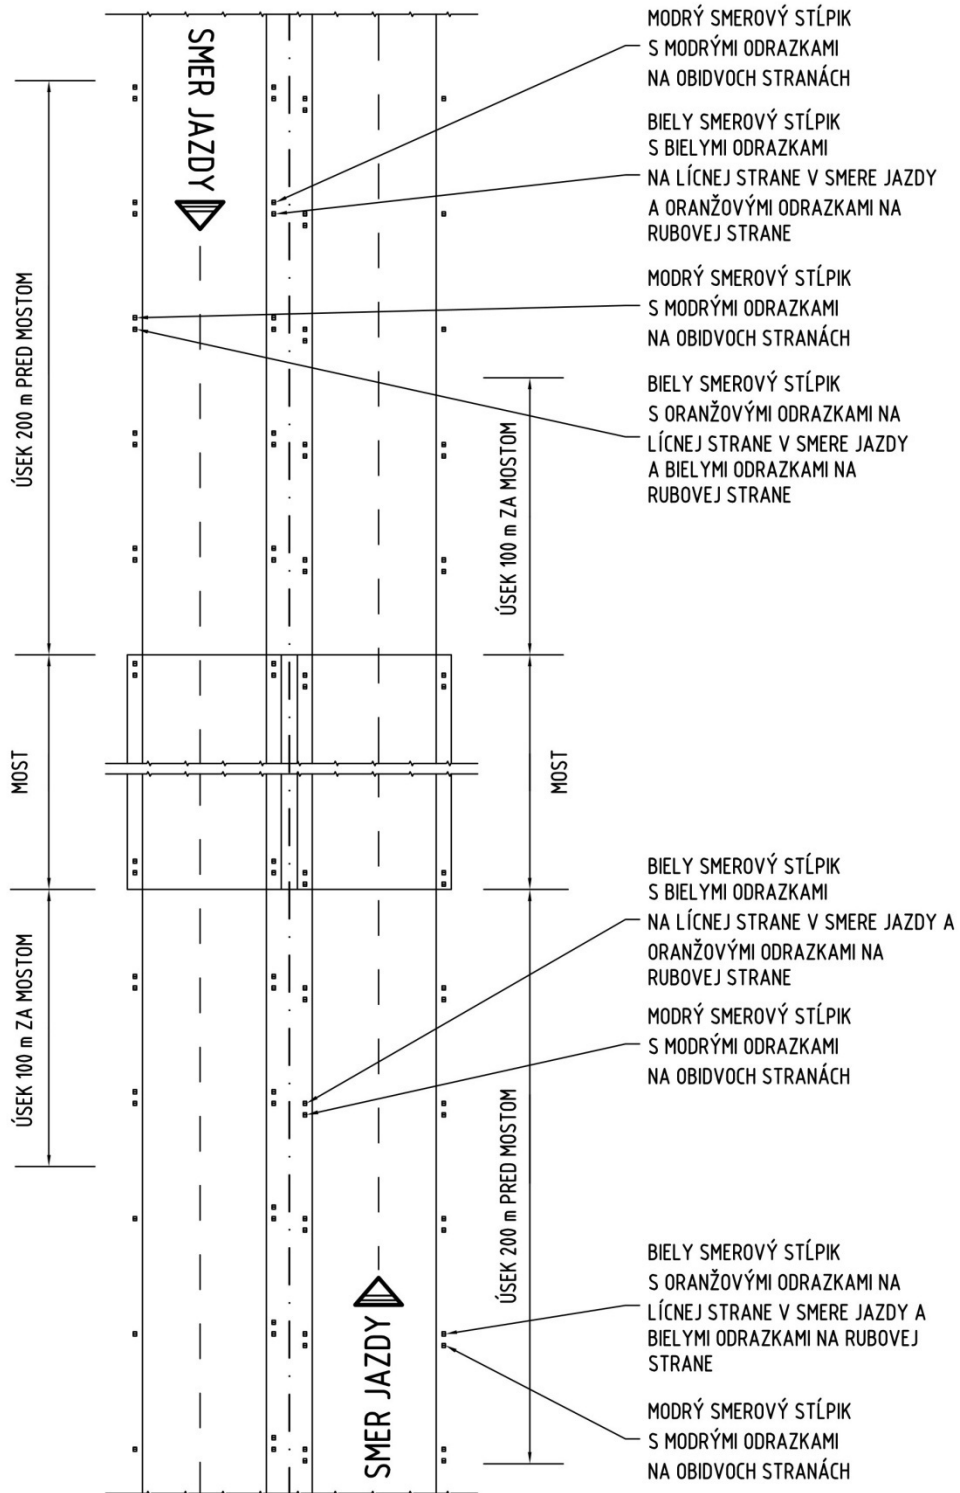 SMER JAZDY
ÚSEK 200 m PRED MOSTOM
MOST
ÚSEK 100 m ZA MOSTOM
ÚSEK 100 m ZA MOSTOM
MOST
ÚSEK 200 m PRED MOSTOM
SMER JAZDY
MODRÝ SMEROVÝ STĹPIK
S MODRÝMI ODRAZKAMI
NA OBIDVOCH STRANÁCH
BIELY SMEROVÝ STĹPIK
S BIELYMI ODRAZKAMI
NA LÍCNEJ STRANE V SMERE JAZDY
A ORANŽOVÝMI ODRAZKAMI NA
RUBOVEJ STRANE
MODRÝ SMEROVÝ STĹPIK
S MODRÝMI ODRAZKAMI
NA OBIDVOCH STRANÁCH
BIELY SMEROVÝ STĹPIK
S ORANŽOVÝMI ODRAZKAMI NA
LÍCNEJ STRANE V SMERE JAZDY
A BIELYMI ODRAZKAMI NA
RUBOVEJ STRANE
BIELY SMEROVÝ STĹPIK
S BIELYMI ODRAZKAMI
NA LÍCNEJ STRANE V SMERE JAZDY A
ORANŽOVÝMI ODRAZKAMI NA
RUBOVEJ STRANE
MODRÝ SMEROVÝ STĹPIK
S MODRÝMI ODRAZKAMI
NA OBIDVOCH STRANÁCH
BIELY SMEROVÝ STĹPIK
S ORANŽOVÝMI ODRAZKAMI NA
LÍCNEJ STRANE V SMERE JAZDY A
BIELYMI ODRAZKAMI NA RUBOVEJ
STRANE
MODRÝ SMEROVÝ STĹPIK
S MODRÝMI ODRAZKAMI
NA OBIDVOCH STRANÁCH